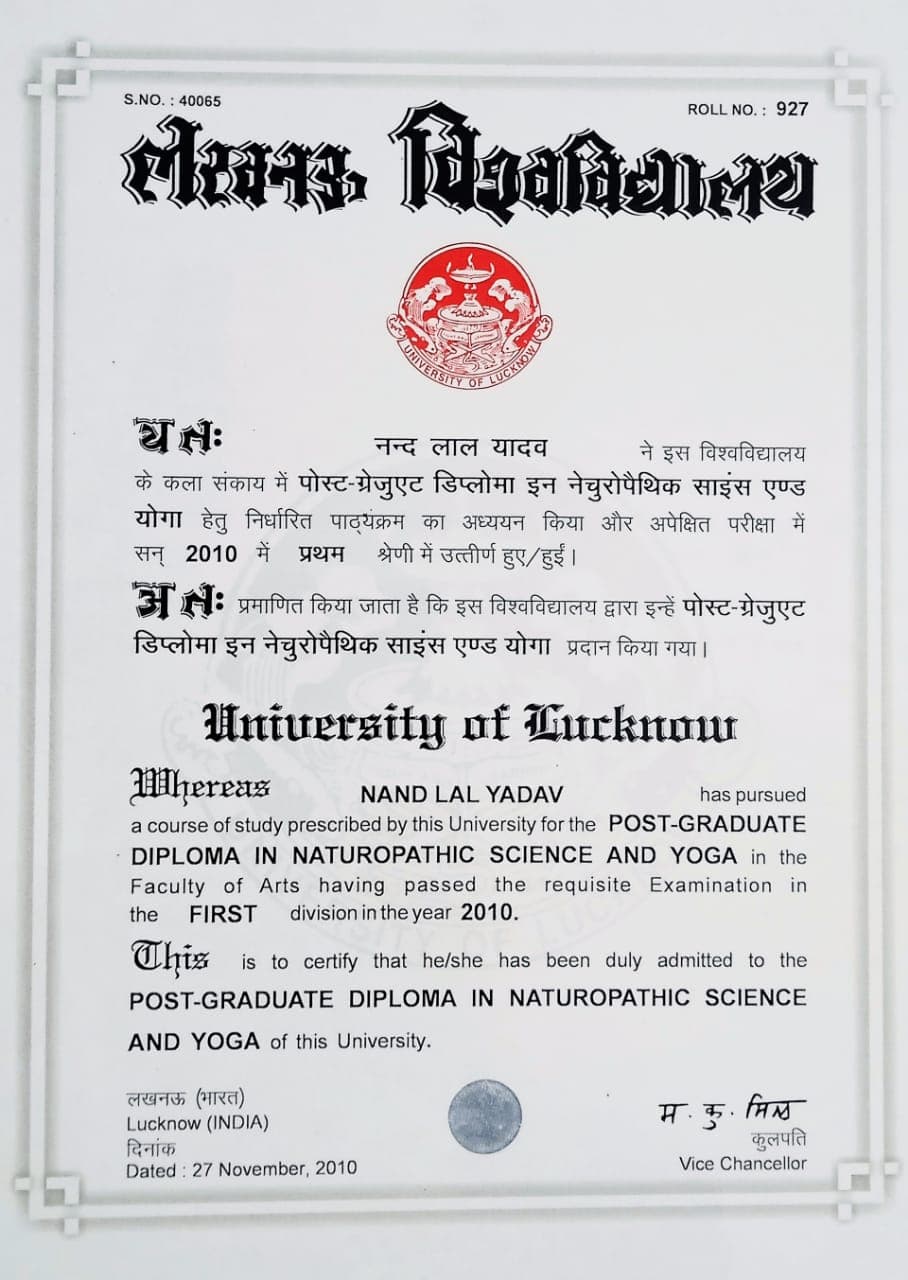 S.NO. : 40065
ROLL NO. : 927
लखनऊ विश्वविद्यालय
UNIVERSITY OF LUCKNOW
यतः नन्द लाल यादव ने इस विश्वविद्यालय
के कला संकाय में पोस्ट-ग्रेजुएट डिप्लोमा इन नेचुरोपैथिक साइंस एण्ड
योगा हेतु निर्धारित पाठ्यक्रम का अध्ययन किया और अपेक्षित परीक्षा में
सन् 2010 में प्रथम श्रेणी में उत्तीर्ण हुए/हुईं।
अतः प्रमाणित किया जाता है कि इस विश्वविद्यालय द्वारा इन्हें पोस्ट-ग्रेजुएट
डिप्लोमा इन नेचुरोपैथिक साइंस एण्ड योगा प्रदान किया गया।
University of Lucknow
Whereas NAND LAL YADAV has pursued
a course of study prescribed by this University for the POST-GRADUATE
DIPLOMA IN NATUROPATHIC SCIENCE AND YOGA in the
Faculty of Arts having passed the requisite Examination in
the FIRST division in the year 2010.
This is to certify that he/she has been duly admitted to the
POST-GRADUATE DIPLOMA IN NATUROPATHIC SCIENCE
AND YOGA of this University.
लखनऊ (भारत)
Lucknow (INDIA)
दिनांक
Dated : 27 November, 2010
म. कु. मिश्र
कुलपति
Vice Chancellor